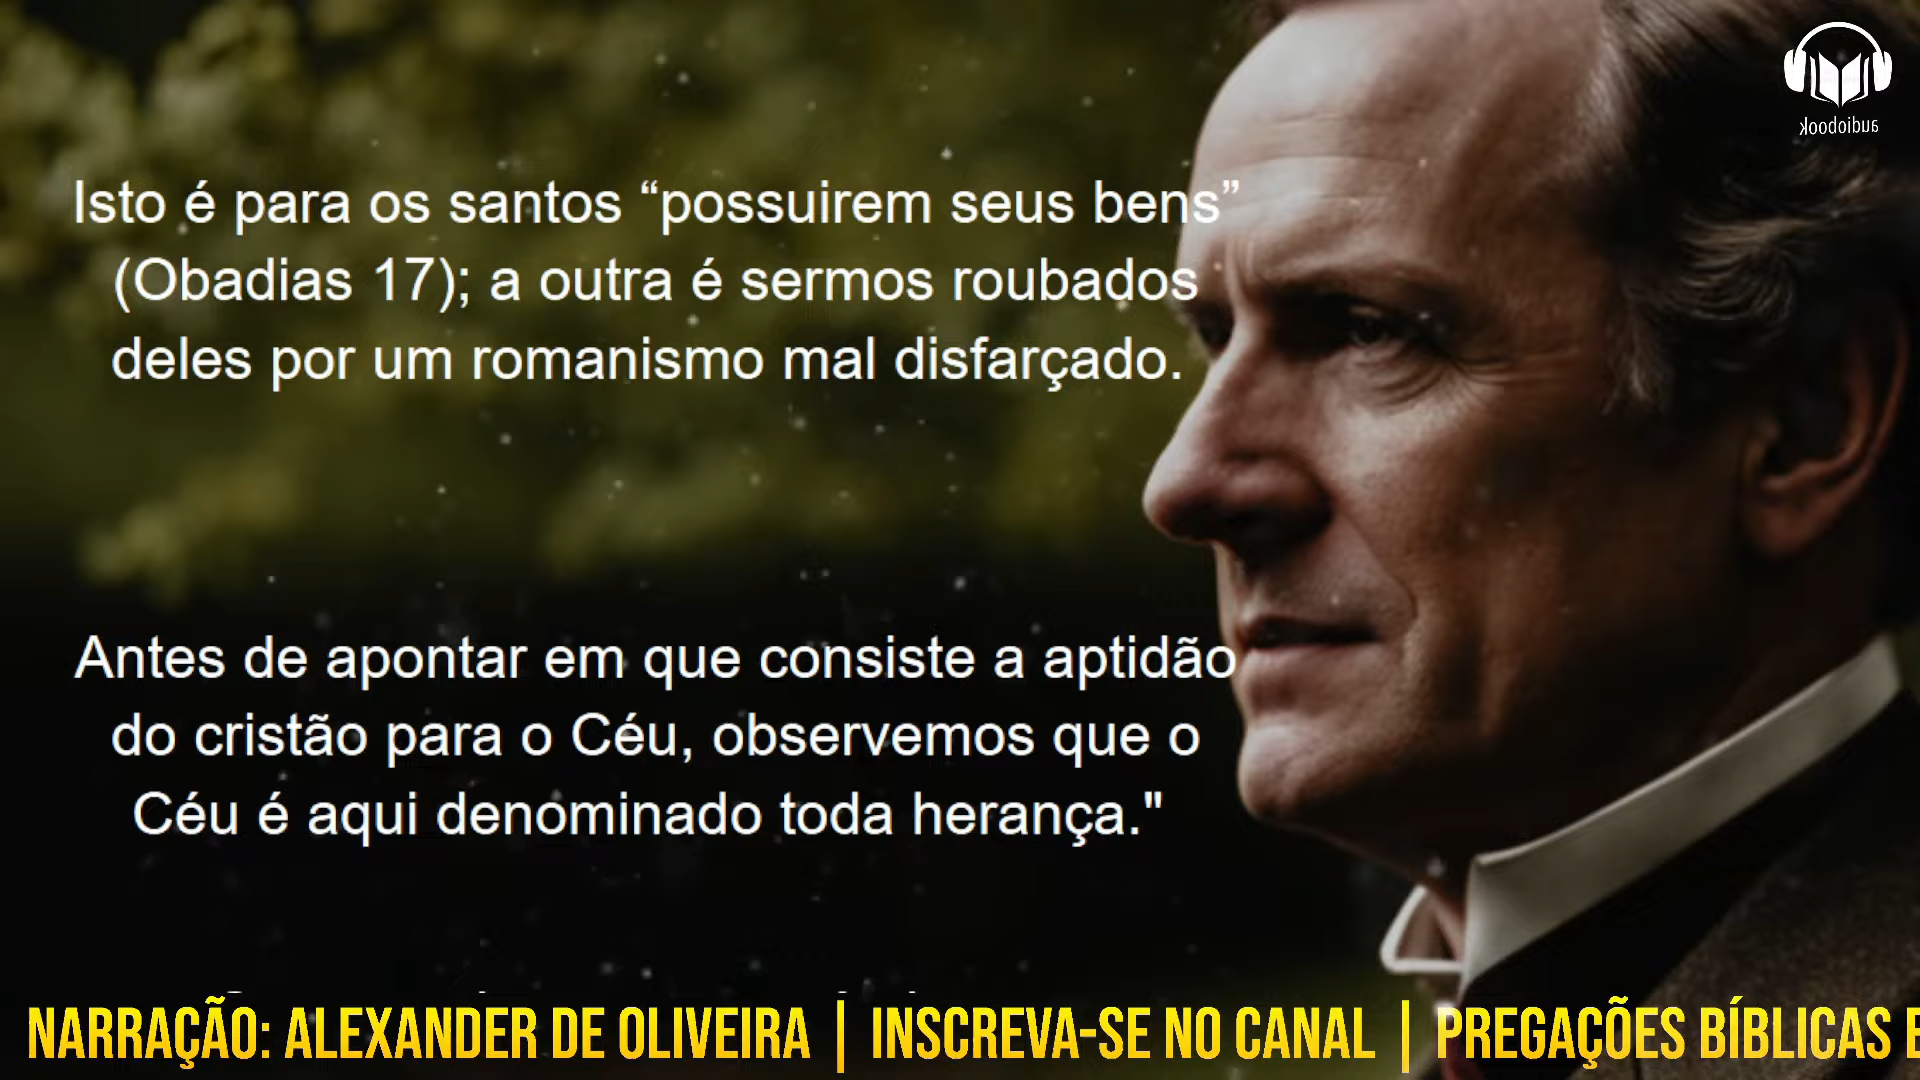 audiobook
Isto é para os santos “possuirem seus bens”
(Obadias 17); a outra é sermos roubados
deles por um romanismo mal disfarçado.
Antes de apontar em que consiste a aptidão
do cristão para o Céu, observemos que o
Céu é aqui denominado toda herança."
NARRAÇÃO: ALEXANDER DE OLIVEIRA | INSCREVA-SE NO CANAL | PREGAÇÕES BÍBLICAS E